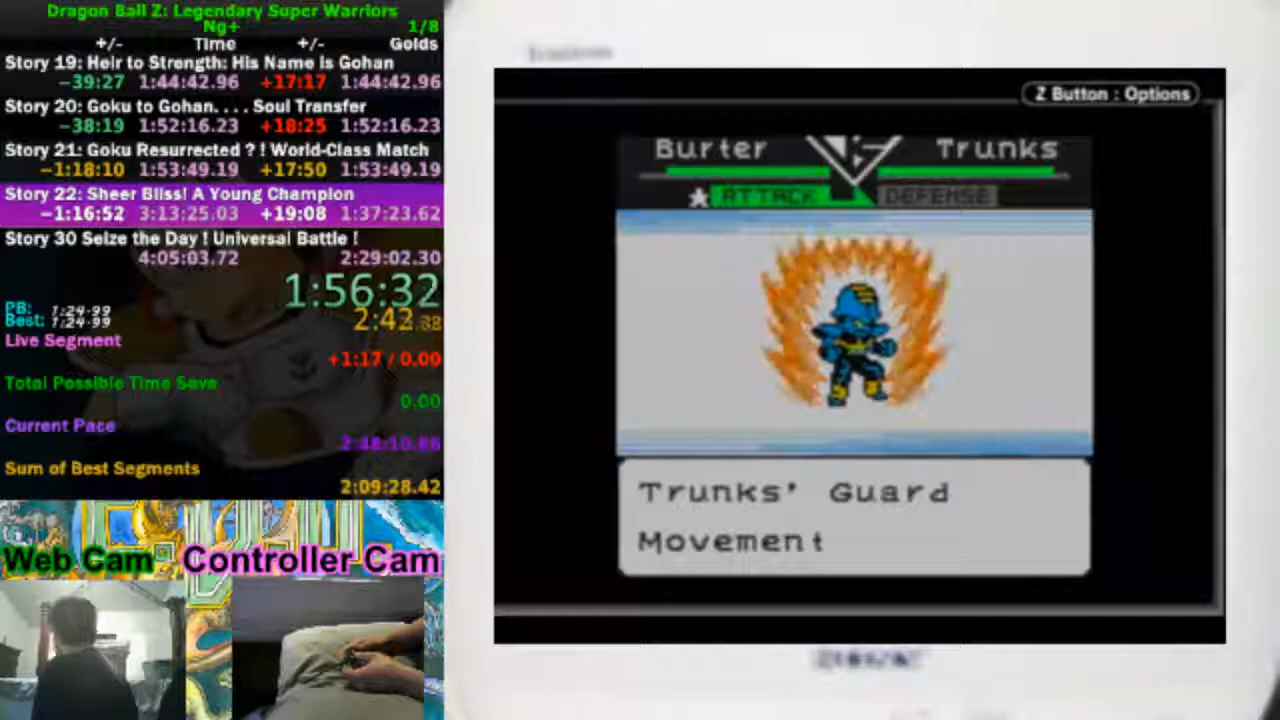 Dragon Ball Z: Legendary Super Warriors
Ng+ 1/8
+/- Time +/- Golds
Story 19: Heir to Strength: His Name is Gohan
-39:27 1:44:42.96 +17:17 1:44:42.96
Story 20: Goku to Gohan. . . . Soul Transfer
-38:19 1:52:16.23 +18:25 1:52:16.23
Story 21: Goku Resurrected ? ! World-Class Match
-1:18:10 1:53:49.19 +17:50 1:53:49.19
Story 22: Sheer Bliss! A Young Champion
-1:16:52 3:13:25.03 +19:08 1:37:23.62
Story 30 Seize the Day ! Universal Battle !
4:05:03.72 2:29:02.30
1:56:32
PB: 1:24.99
Best: 1:24.99
2:42.38
Live Segment
+1:17 / 0.00
Total Possible Time Save
0.00
Current Pace
2:48:10.86
Sum of Best Segments
2:09:28.42
Web Cam Controller Cam
Z Button : Options
Burter Trunks
ATTACK DEFENSE
Trunks' Guard
Movement